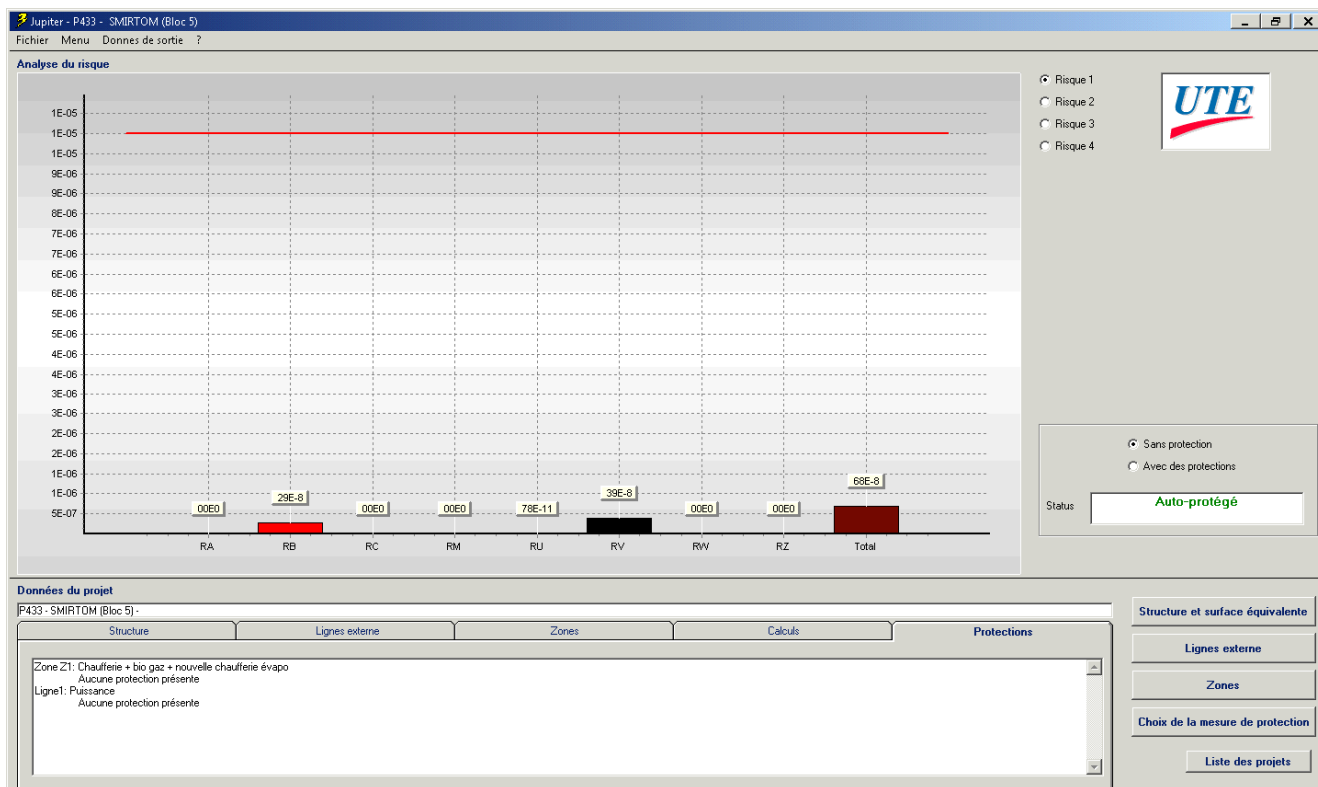 Jupiter - P433 - SMIRTOM (Bloc 5)
Fichier Menu Donnes de sortie ?
Analyse du risque
1E-05
1E-05
1E-05
9E-06
9E-06
8E-06
7E-06
7E-06
6E-06
6E-06
5E-06
5E-06
4E-06
4E-06
3E-06
3E-06
2E-06
2E-06
1E-06
1E-06
5E-07
00E0
29E-8
00E0
00E0
78E-11
39E-8
00E0
00E0
68E-8
RA RB RC RM RU RV RW RZ Total
Risque 1
Risque 2
Risque 3
Risque 4
UTE
Sans protection
Avec des protections
Status Auto-protégé
Données du projet
P433 - SMIRTOM (Bloc 5) -
Structure Lignes externe Zones Calculs Protections
Zone Z1: Chaufferie + bio gaz + nouvelle chaufferie évapo
Aucune protection présente
Ligne1: Puissance
Aucune protection présente
Structure et surface équivalente
Lignes externe
Zones
Choix de la mesure de protection
Liste des projets